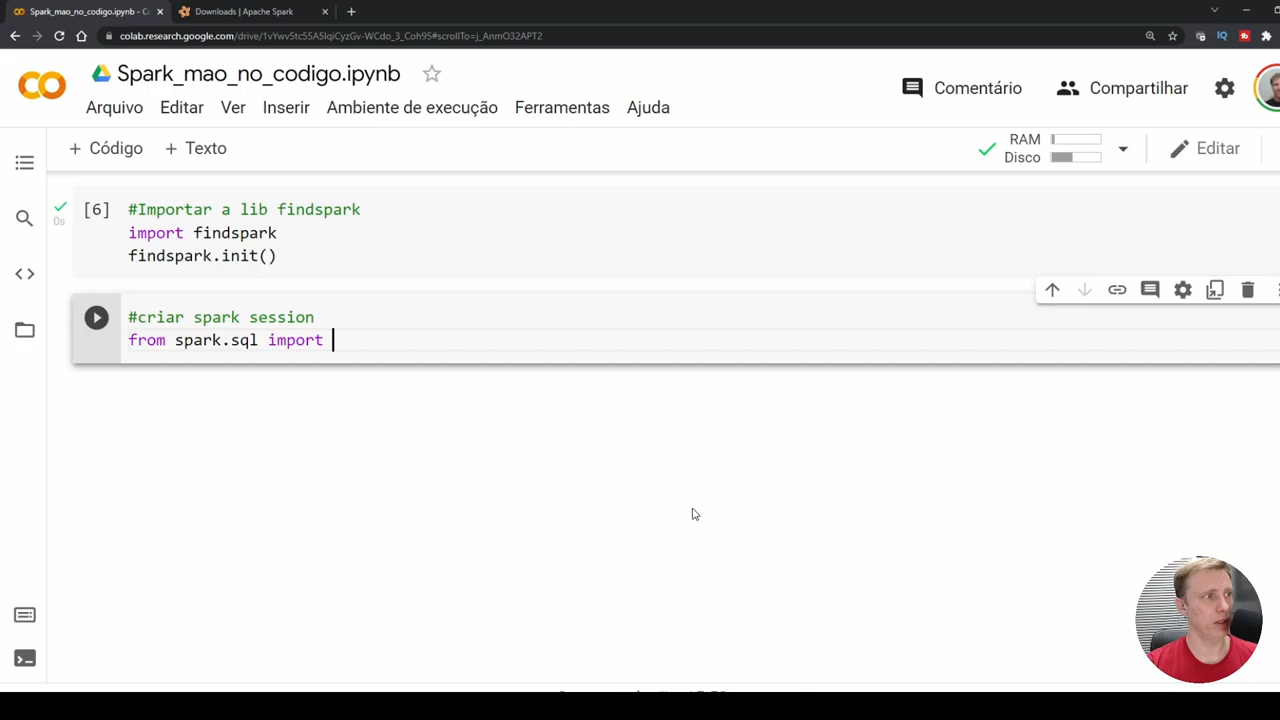 Spark_mao_no_codigo.ipynb - C
Downloads | Apache Spark
colab.research.google.com/drive/1vYwv5tc55A5IqiCyzGv-WCdo_3_Coh95#scrollTo=j_AnmO32APT2
Spark_mao_no_codigo.ipynb
Comentário
Compartilhar
Arquivo Editar Ver Inserir Ambiente de execução Ferramentas Ajuda
+ Código + Texto
RAM
Disco
Editar
[6] #Importar a lib findspark
0s
import findspark
findspark.init()
#criar spark session
from spark.sql import